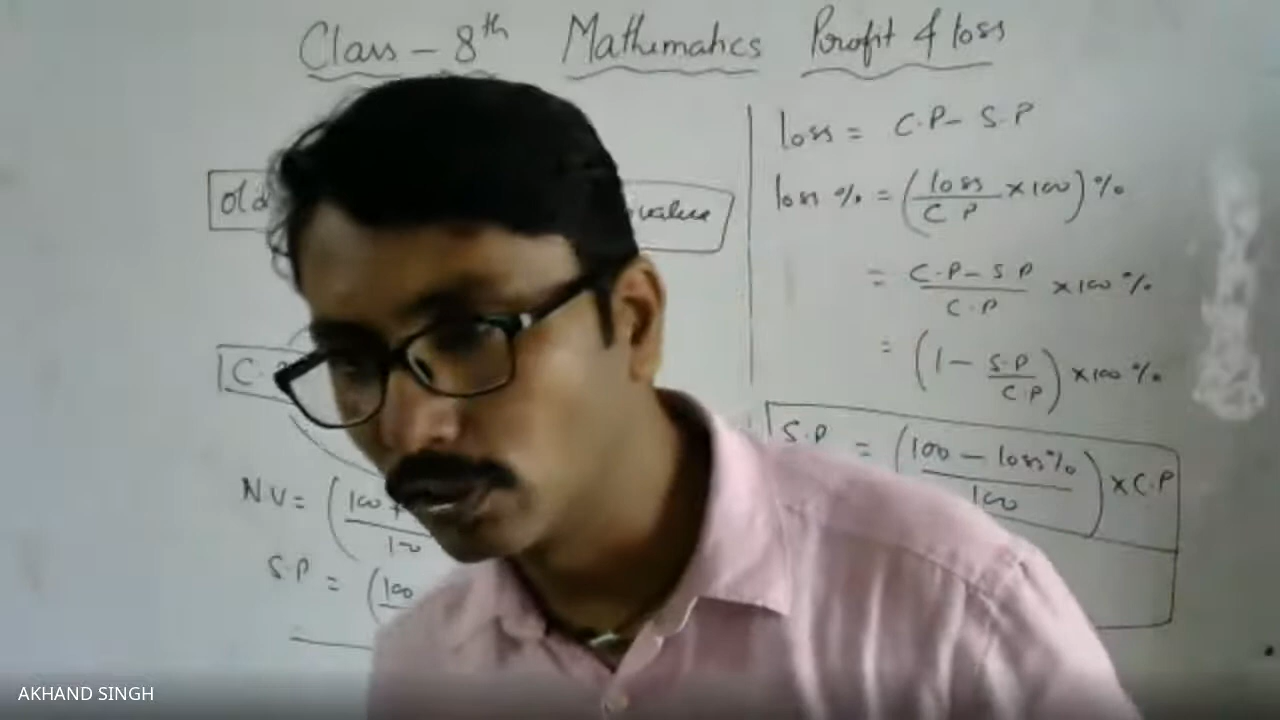 Class - 8th Mathematics Profit & loss
Old
value
C.
N V = (100 +
S.P = (100
loss = C.P - S.P
loss % = (loss / C P × 100) %
= C.P - S P / C.P × 100 %
= (1 - S.P / C.P) × 100 %
S.P = (100 - loss% / 100) × C.P
AKHAND SINGH